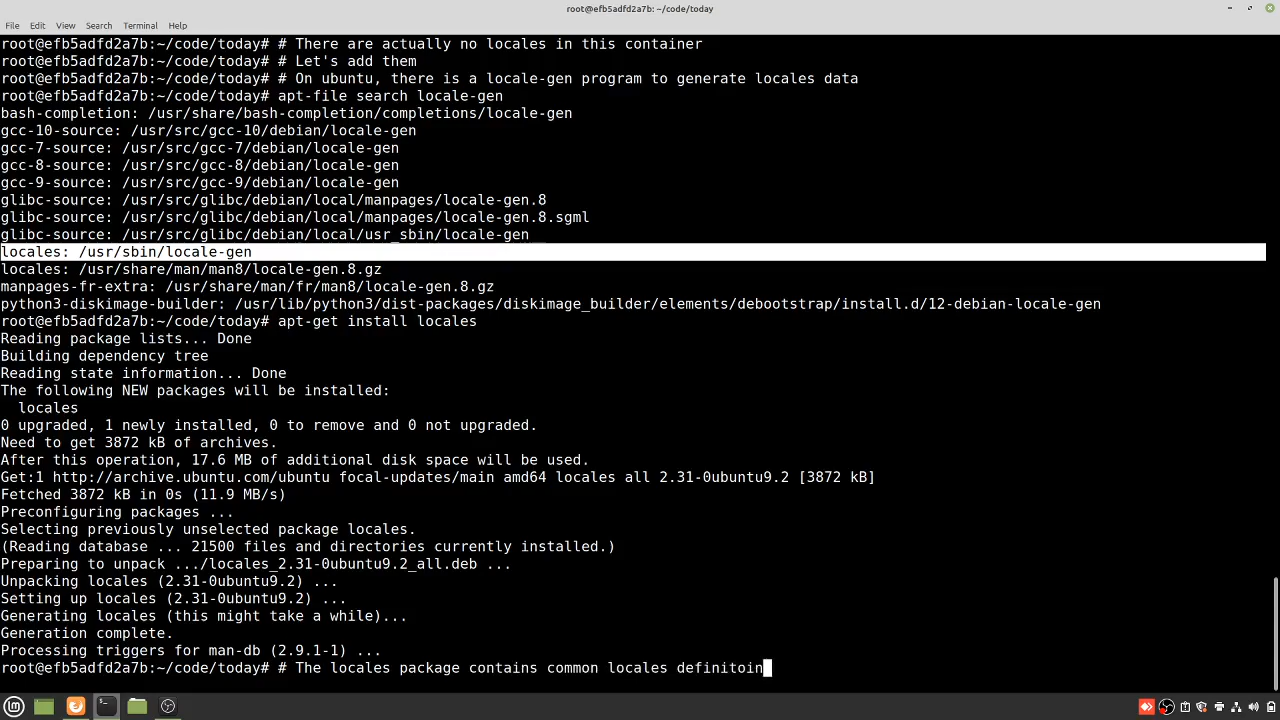 root@efb5adfd2a7b: ~/code/today
File Edit View Search Terminal Help
root@efb5adfd2a7b:~/code/today# # There are actually no locales in this container
root@efb5adfd2a7b:~/code/today# # Let's add them
root@efb5adfd2a7b:~/code/today# # On ubuntu, there is a locale-gen program to generate locales data
root@efb5adfd2a7b:~/code/today# apt-file search locale-gen
bash-completion: /usr/share/bash-completion/completions/locale-gen
gcc-10-source: /usr/src/gcc-10/debian/locale-gen
gcc-7-source: /usr/src/gcc-7/debian/locale-gen
gcc-8-source: /usr/src/gcc-8/debian/locale-gen
gcc-9-source: /usr/src/gcc-9/debian/locale-gen
glibc-source: /usr/src/glibc/debian/local/manpages/locale-gen.8
glibc-source: /usr/src/glibc/debian/local/manpages/locale-gen.8.sgml
glibc-source: /usr/src/glibc/debian/local/usr_sbin/locale-gen
locales: /usr/sbin/locale-gen
locales: /usr/share/man/man8/locale-gen.8.gz
manpages-fr-extra: /usr/share/man/fr/man8/locale-gen.8.gz
python3-diskimage-builder: /usr/lib/python3/dist-packages/diskimage_builder/elements/debootstrap/install.d/12-debian-locale-gen
root@efb5adfd2a7b:~/code/today# apt-get install locales
Reading package lists... Done
Building dependency tree
Reading state information... Done
The following NEW packages will be installed:
locales
0 upgraded, 1 newly installed, 0 to remove and 0 not upgraded.
Need to get 3872 kB of archives.
After this operation, 17.6 MB of additional disk space will be used.
Get:1 http://archive.ubuntu.com/ubuntu focal-updates/main amd64 locales all 2.31-0ubuntu9.2 [3872 kB]
Fetched 3872 kB in 0s (11.9 MB/s)
Preconfiguring packages ...
Selecting previously unselected package locales.
(Reading database ... 21500 files and directories currently installed.)
Preparing to unpack .../locales_2.31-0ubuntu9.2_all.deb ...
Unpacking locales (2.31-0ubuntu9.2) ...
Setting up locales (2.31-0ubuntu9.2) ...
Generating locales (this might take a while)...
Generation complete.
Processing triggers for man-db (2.9.1-1) ...
root@efb5adfd2a7b:~/code/today# # The locales package contains common locales definitoin